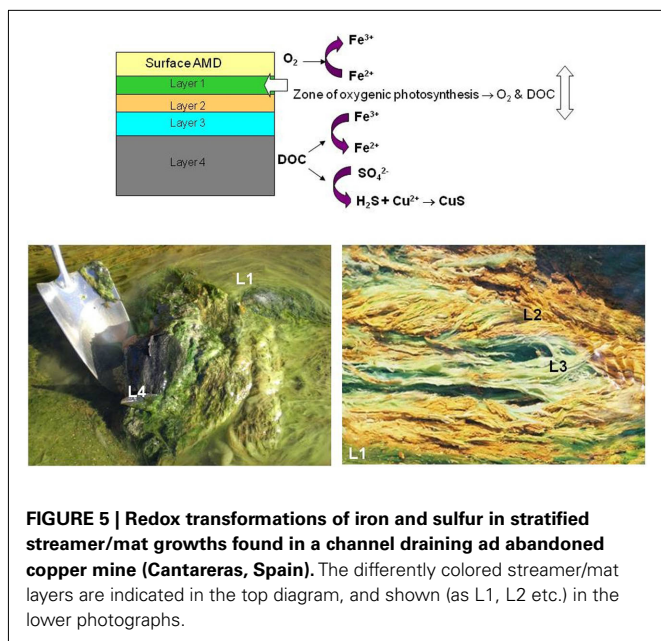 Surface AMD
Layer 1
Layer 2
Layer 3
Layer 4
O₂
Fe³⁺
Fe²⁺
Zone of oxygenic photosynthesis → O₂ & DOC
Fe³⁺
Fe²⁺
DOC
SO₄²⁻
H₂S + Cu²⁺ → CuS
L1
L4
L2
L3
L1
FIGURE 5 | Redox transformations of iron and sulfur in stratified
streamer/mat growths found in a channel draining ad abandoned
copper mine (Cantareras, Spain). The differently colored streamer/mat
layers are indicated in the top diagram, and shown (as L1, L2 etc.) in the
lower photographs.